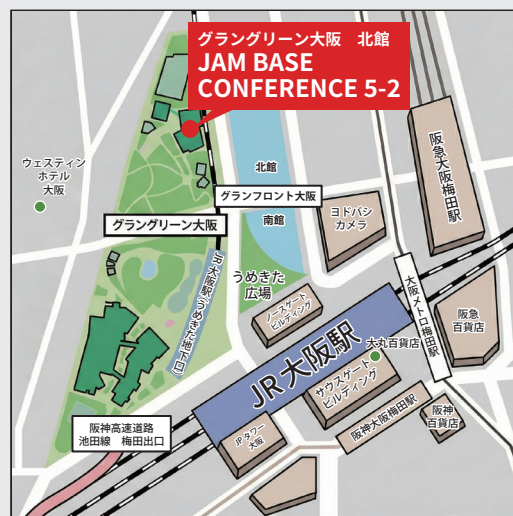 グラングリーン大阪　北館
JAM BASE
CONFERENCE 5-2
ウェスティン
ホテル
大阪
北館
グランフロント大阪
南館
グラングリーン大阪
阪急大阪梅田駅
ヨドバシ
カメラ
JR 大阪駅(うめきた地下口)
うめきた
広場
ノースゲート
ビルディング
大阪メトロ梅田駅
阪急
百貨店
JR 大阪駅
大丸百貨店
サウスゲート
ビルディング
阪神高速道路
池田線　梅田出口
JPタワー
大阪
阪神大阪梅田駅
阪神
百貨店